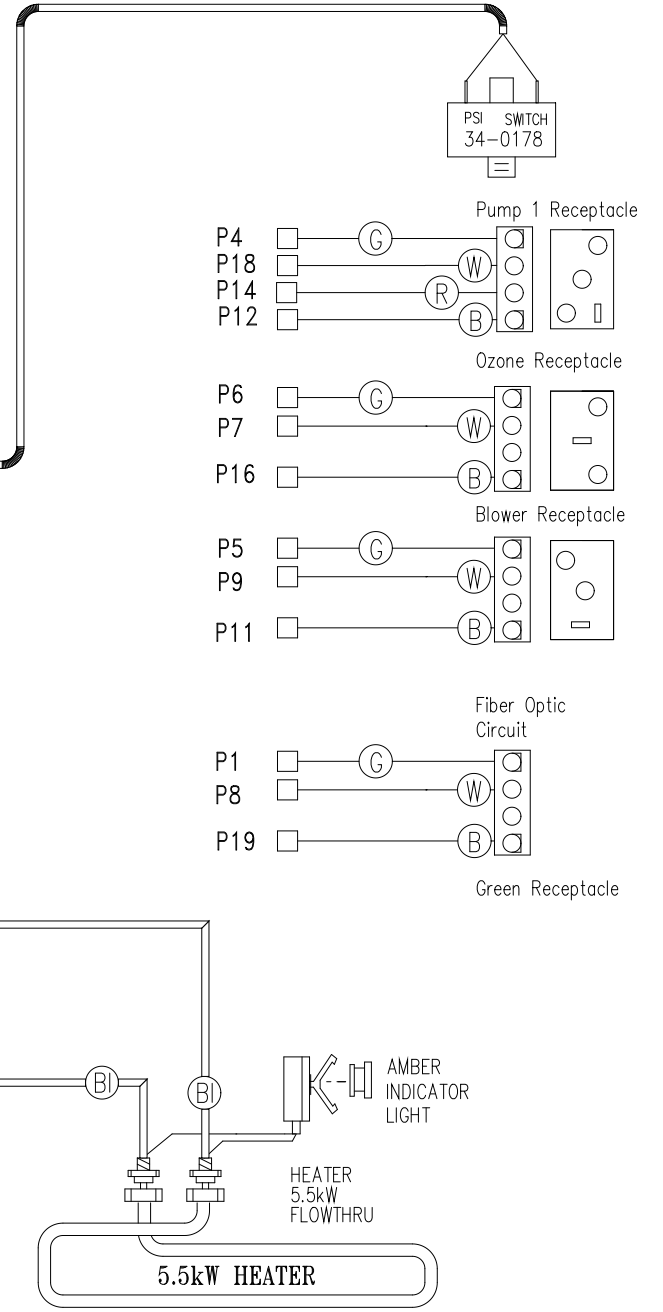 PSI SWITCH
34-0178
Pump 1 Receptacle
P4 G
P18 W
P14 R
P12 B
Ozone Receptacle
P6 G
P7 W
P16 B
Blower Receptacle
P5 G
P9 W
P11 B
Fiber Optic
Circuit
P1 G
P8 W
P19 B
Green Receptacle
BI
BI
AMBER
INDICATOR
LIGHT
HEATER
5.5kW
FLOWTHRU
5.5kW HEATER